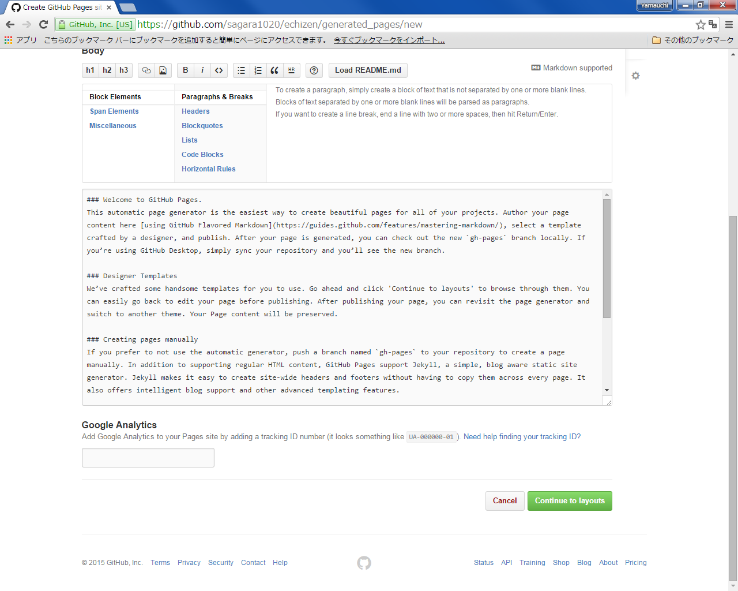 Create GitHub Pages si
Yamauchi
GitHub, Inc. [US] https://github.com/sagara1020/echizen/generated_pages/new
アプリ こちらのブックマーク バーにブックマークを追加すると簡単にページにアクセスできます。 今すぐブックマークをインポート... その他のブックマーク
Body
h1 h2 h3 B i <> Load README.md Markdown supported
Block Elements
Span Elements
Miscellaneous
Paragraphs & Breaks
Headers
Blockquotes
Lists
Code Blocks
Horizontal Rules
To create a paragraph, simply create a block of text that is not separated by one or more blank lines.
Blocks of text separated by one or more blank lines will be parsed as paragraphs.
If you want to create a line break, end a line with two or more spaces, then hit Return/Enter.
### Welcome to GitHub Pages.
This automatic page generator is the easiest way to create beautiful pages for all of your projects. Author your page
content here [using GitHub Flavored Markdown](https://guides.github.com/features/mastering-markdown/), select a template
crafted by a designer, and publish. After your page is generated, you can check out the new `gh-pages` branch locally. If
you’re using GitHub Desktop, simply sync your repository and you’ll see the new branch.
### Designer Templates
We’ve crafted some handsome templates for you to use. Go ahead and click 'Continue to layouts' to browse through them. You
can easily go back to edit your page before publishing. After publishing your page, you can revisit the page generator and
switch to another theme. Your Page content will be preserved.
### Creating pages manually
If you prefer to not use the automatic generator, push a branch named `gh-pages` to your repository to create a page
manually. In addition to supporting regular HTML content, GitHub Pages support Jekyll, a simple, blog aware static site
generator. Jekyll makes it easy to create site-wide headers and footers without having to copy them across every page. It
also offers intelligent blog support and other advanced templating features.
Google Analytics
Add Google Analytics to your Pages site by adding a tracking ID number (it looks something like UA-000000-01) Need help finding your tracking ID?
Cancel Continue to layouts
© 2015 GitHub, Inc. Terms Privacy Security Contact Help Status API Training Shop Blog About Pricing